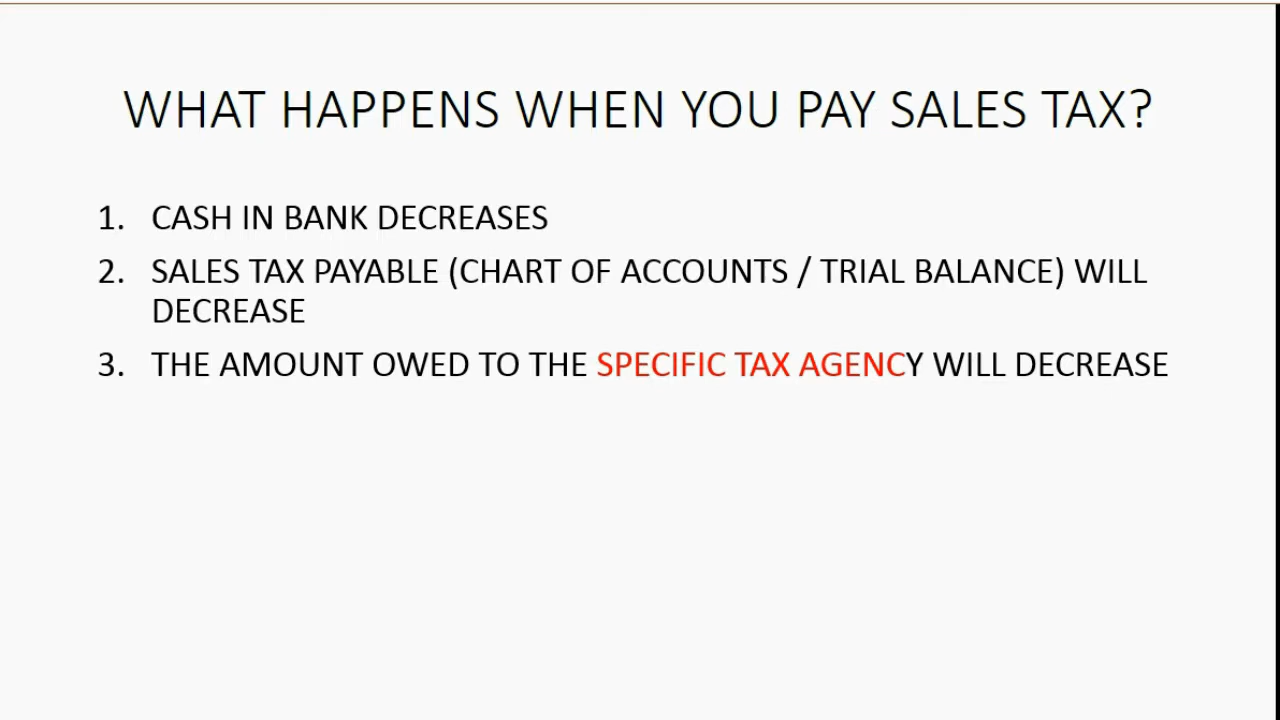 WHAT HAPPENS WHEN YOU PAY SALES TAX?
1. CASH IN BANK DECREASES
2. SALES TAX PAYABLE (CHART OF ACCOUNTS / TRIAL BALANCE) WILL
DECREASE
3. THE AMOUNT OWED TO THE SPECIFIC TAX AGENCY WILL DECREASE